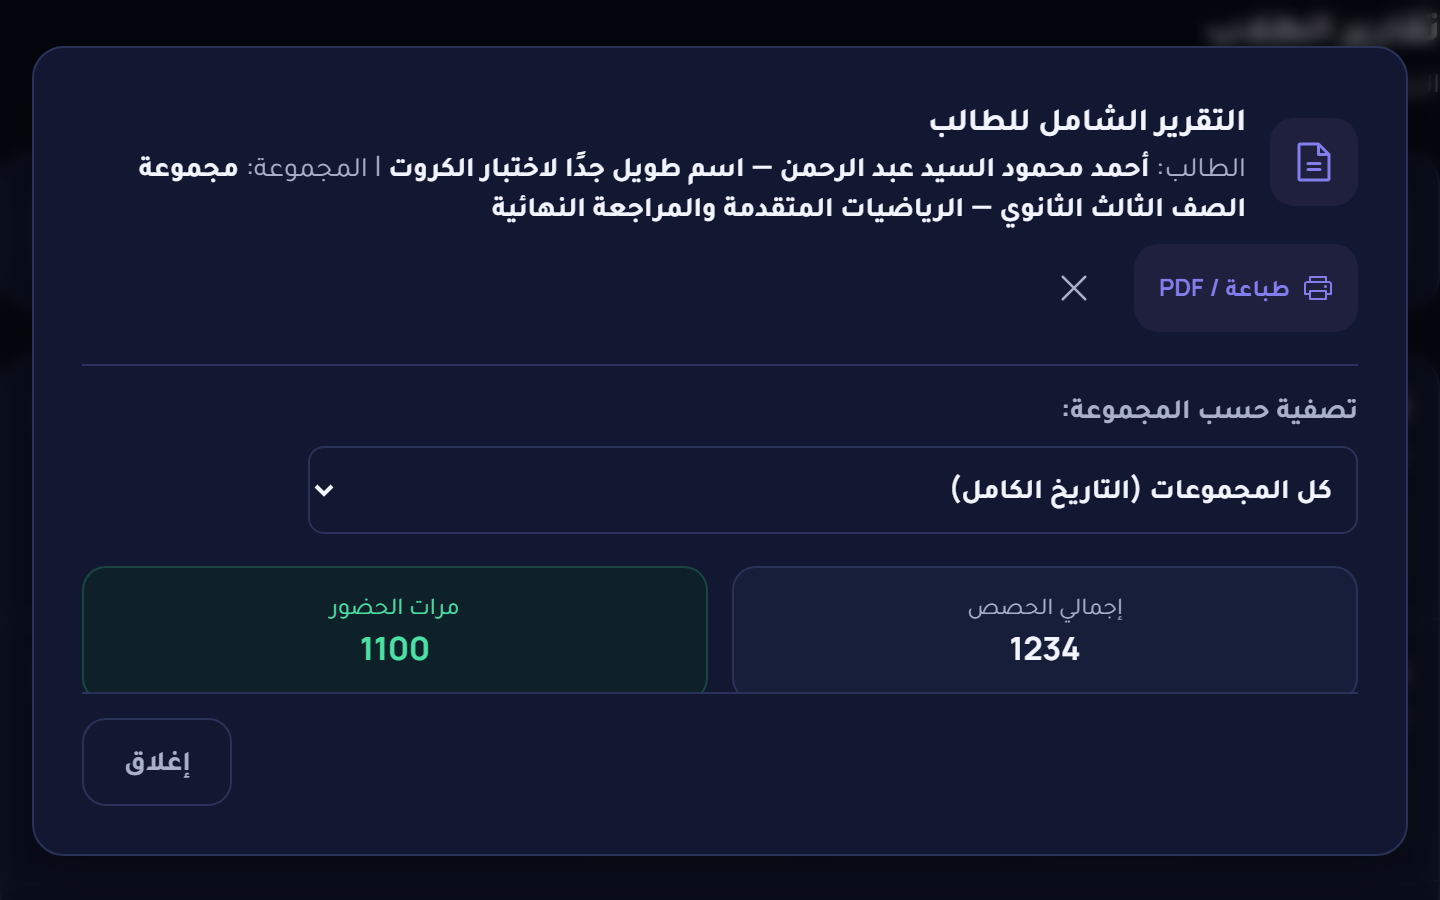 التقرير الشامل للطالب
الطالب: أحمد محمود السيد عبد الرحمن — اسم طويل جدًا لاختبار الكروت | المجموعة: مجموعة
الصف الثالث الثانوي — الرياضيات المتقدمة والمراجعة النهائية
طباعة / PDF
تصفية حسب المجموعة:
كل المجموعات (التاريخ الكامل)
إجمالي الحصص
1234
مرات الحضور
1100
إغلاق